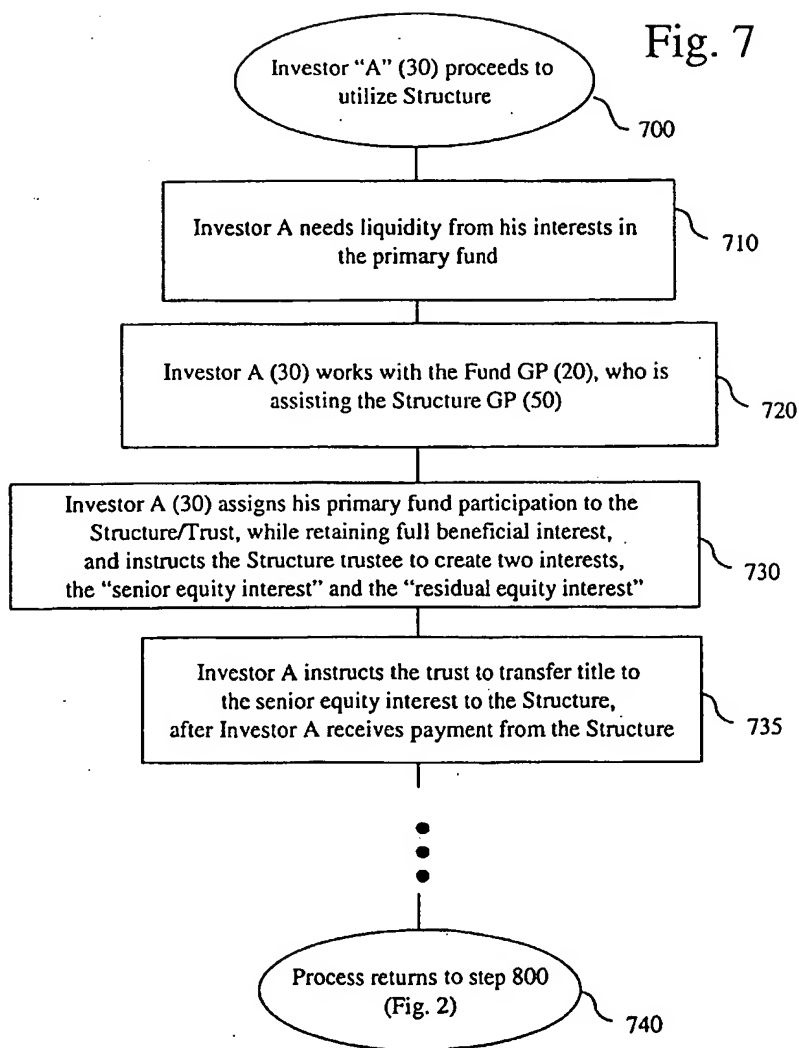 Fig. 7
Investor "A" (30) proceeds to
utilize Structure
700
Investor A needs liquidity from his interests in
the primary fund
710
Investor A (30) works with the Fund GP (20), who is
assisting the Structure GP (50)
720
Investor A (30) assigns his primary fund participation to the
Structure/Trust, while retaining full beneficial interest,
and instructs the Structure trustee to create two interests,
the "senior equity interest" and the "residual equity interest"
730
Investor A instructs the trust to transfer title to
the senior equity interest to the Structure,
after Investor A receives payment from the Structure
735
Process returns to step 800
(Fig. 2)
740